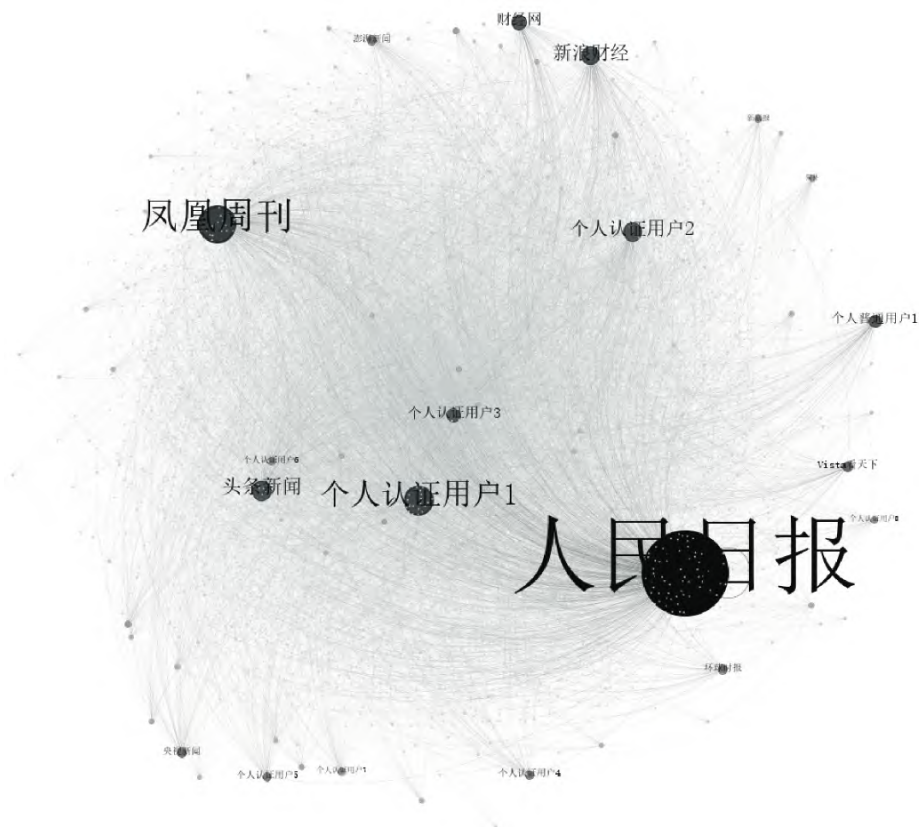 财经网
澎湃新闻
新浪财经
凤凰周刊
个人认证用户2
个人普通用户1
个人认证用户3
个人认证用户6
Vista看天下
头条新闻
个人认证用户1
个人认证用户8
人民日报
环球时报
央视新闻
个人认证用户5
个人认证用户7
个人认证用户4